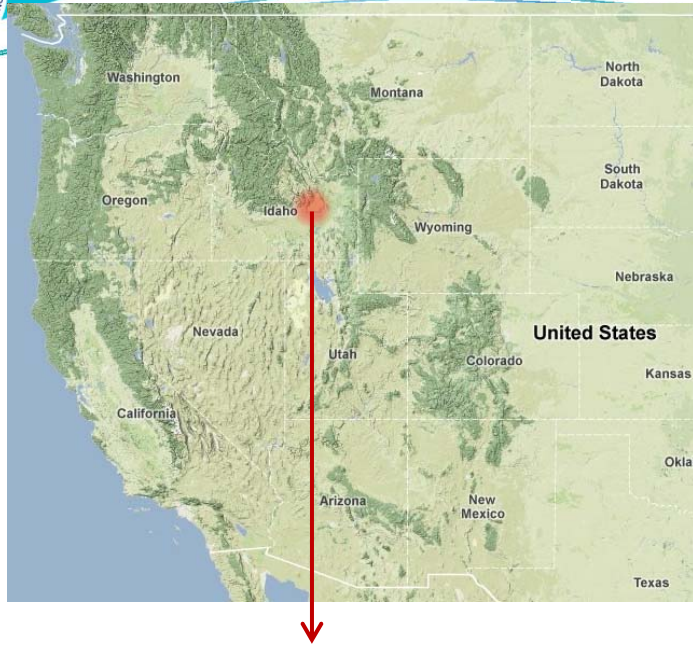 Washington
Montana
North
Dakota
South
Dakota
Oregon
Idaho
Wyoming
Nebraska
United States
Nevada
Utah
Colorado
Kansas
California
Okla
Arizona
New
Mexico
Texas